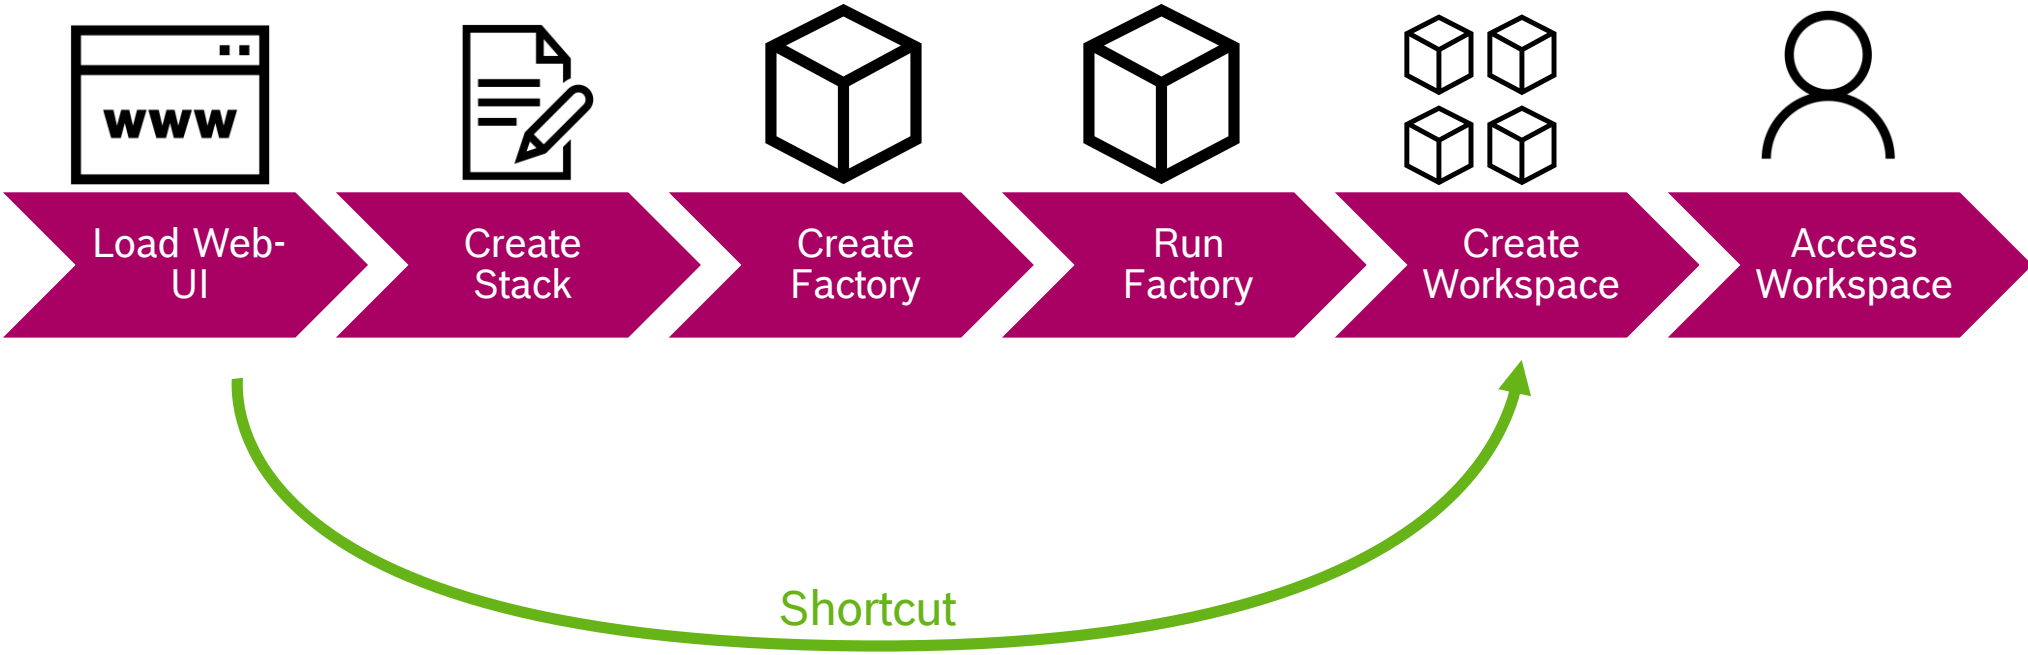 www
Load Web-
UI
Create
Stack
Create
Factory
Run
Factory
Create
Workspace
Access
Workspace
Shortcut